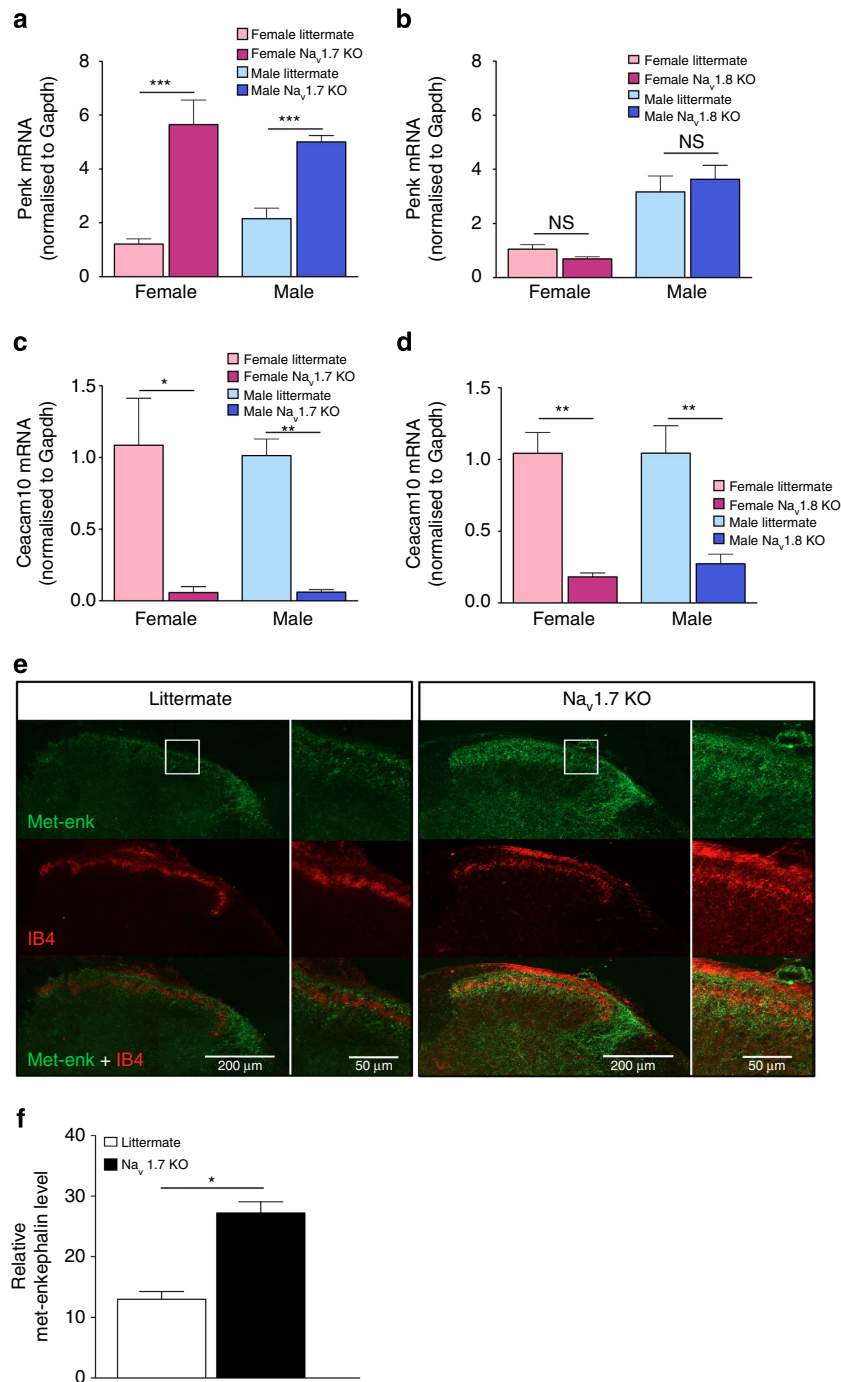 a
Penk mRNA
(normalised to Gapdh)
8
6
4
2
0
***
***
Female littermate
Female Nav1.7 KO
Male littermate
Male Nav1.7 KO
Female
Male
b
Penk mRNA
(normalised to Gapdh)
8
6
4
2
0
NS
NS
Female littermate
Female Nav1.8 KO
Male littermate
Male Nav1.8 KO
Female
Male
c
Ceacam10 mRNA
(normalised to Gapdh)
1.5
1.0
0.5
0.0
*
**
Female littermate
Female Nav1.7 KO
Male littermate
Male Nav1.7 KO
Female
Male
d
Ceacam10 mRNA
(normalised to Gapdh)
1.5
1.0
0.5
0.0
**
**
Female littermate
Female Nav1.8 KO
Male littermate
Male Nav1.8 KO
Female
Male
e
Littermate
Nav1.7 KO
Met-enk
IB4
Met-enk + IB4
200 μm
50 μm
200 μm
50 μm
f
Relative
met-enkephalin level
40
30
20
10
0
Littermate
Nav 1.7 KO
*